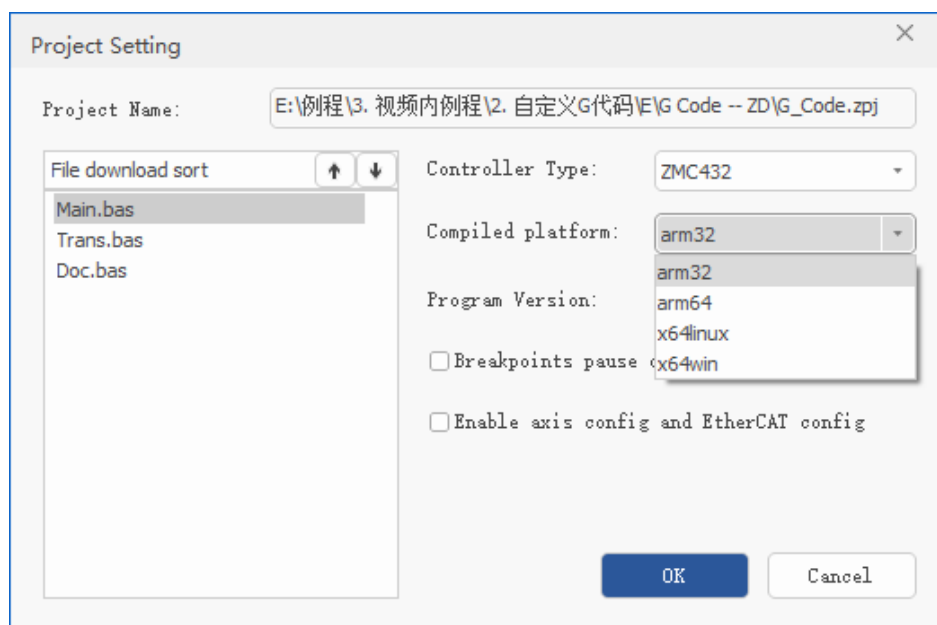 Project Setting
Project Name:
E:\例程\3. 视频内例程\2. 自定义G代码\E\G Code -- ZD\G_Code.zpj
File download sort
Main.bas
Trans.bas
Doc.bas
Controller Type:
ZMC432
Compiled platform:
arm32
arm32
arm64
x64linux
x64win
Program Version:
Breakpoints pause
Enable axis config and EtherCAT config
OK
Cancel